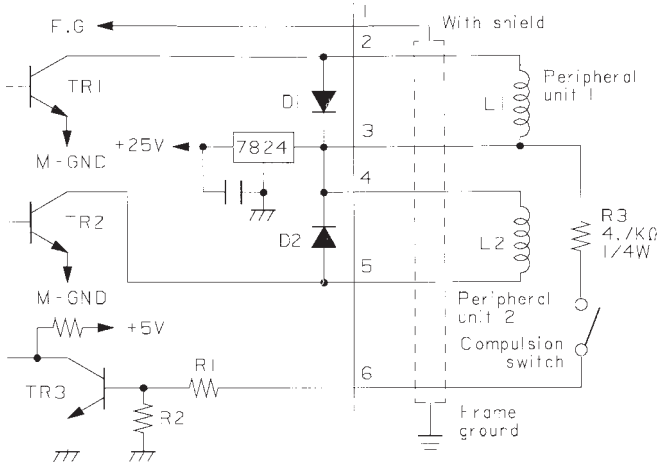 1
F.G
With shield
2
TR1
D1
L1
Peripheral
unit 1
3
+25V
7824
M-GND
4
R3
4.7KΩ
1/4W
TR2
D2
L2
5
M-GND
Peripheral
unit 2
+5V
Compulsion
switch
R1
6
TR3
R2
Frame
ground